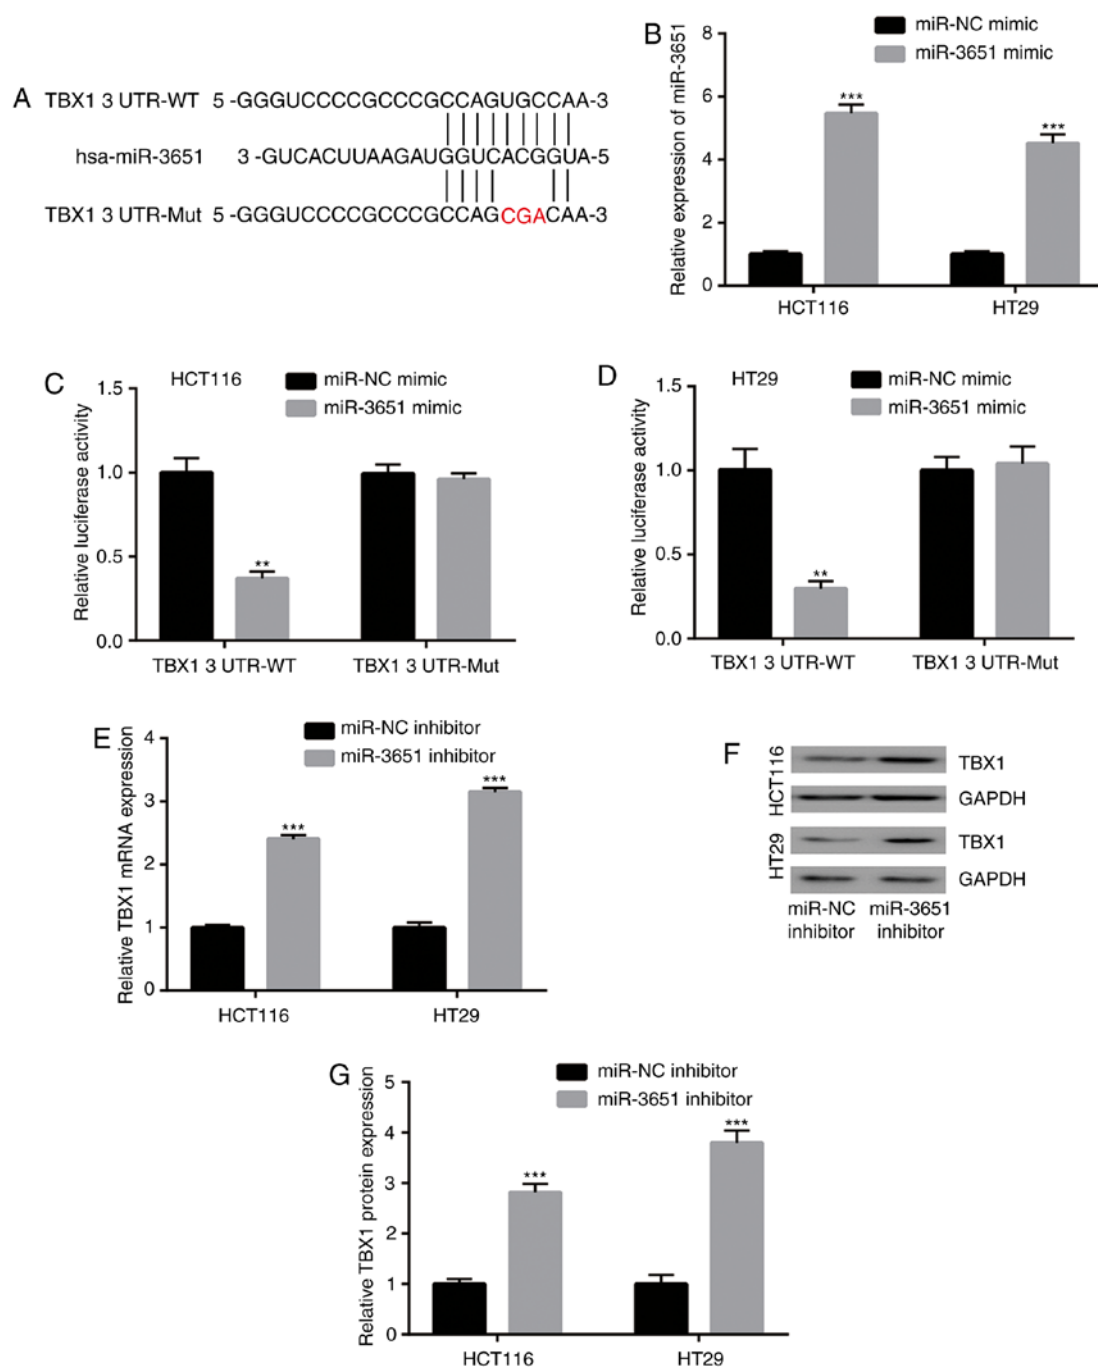 A
TBX1 3 UTR-WT 5 -GGGUCCCCGCCCGCCAGUGCCAA-3
hsa-miR-3651 3 -GUCACUUAAGAUGGUCACGGUA-5
TBX1 3 UTR-Mut 5 -GGGUCCCCGCCCGCCAGCGACAA-3
B
miR-NC mimic
miR-3651 mimic
Relative expression of miR-3651
8
6
4
2
0
***
***
HCT116 HT29
C
HCT116
miR-NC mimic
miR-3651 mimic
Relative luciferase activity
1.5
1.0
0.5
0.0
**
TBX1 3 UTR-WT TBX1 3 UTR-Mut
D
HT29
miR-NC mimic
miR-3651 mimic
Relative luciferase activity
1.5
1.0
0.5
0.0
**
TBX1 3 UTR-WT TBX1 3 UTR-Mut
E
miR-NC inhibitor
miR-3651 inhibitor
Relative TBX1 mRNA expression
4
3
2
1
0
***
***
HCT116 HT29
F
HCT116
TBX1
GAPDH
HT29
TBX1
GAPDH
miR-NC miR-3651
inhibitor inhibitor
G
miR-NC inhibitor
miR-3651 inhibitor
Relative TBX1 protein expression
5
4
3
2
1
0
***
***
HCT116 HT29